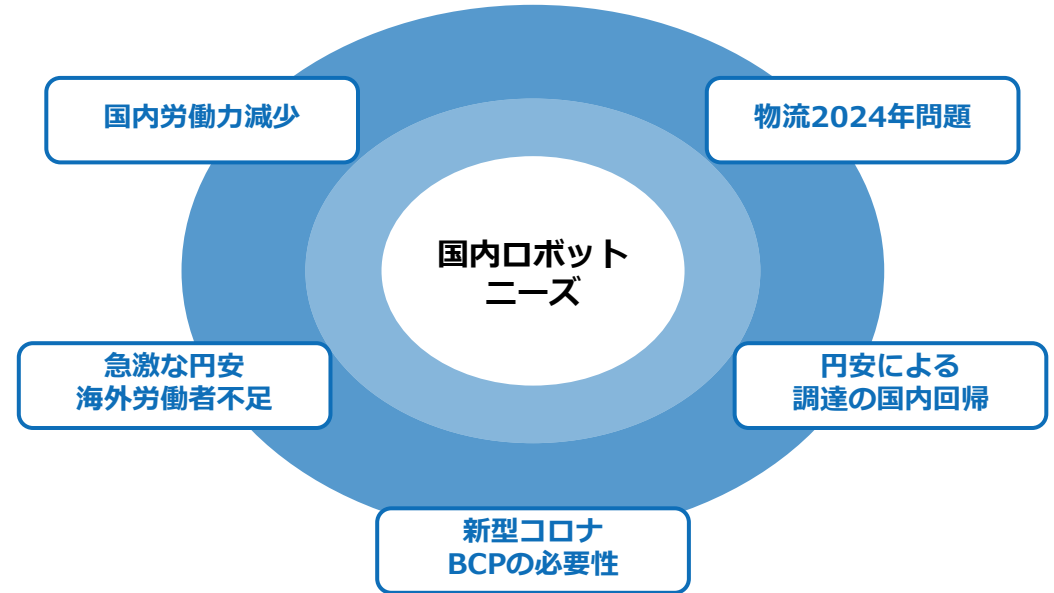 国内労働力減少
物流2024年問題
国内ロボット
ニーズ
急激な円安
海外労働者不足
円安による
調達の国内回帰
新型コロナ
BCPの必要性